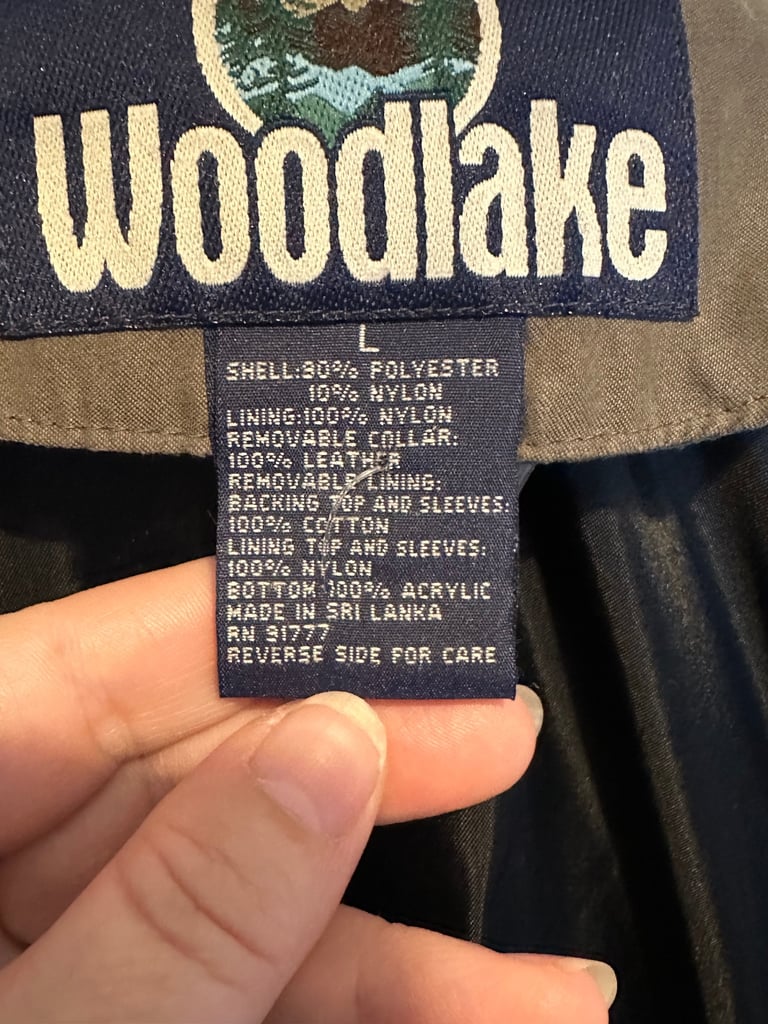 Woodlake
L
SHELL:90% POLYESTER
10% NYLON
LINING:100% NYLON
REMOVABLE COLLAR:
100% LEATHER
REMOVABLE LINING:
BACKING TOP AND SLEEVES:
100% COTTON
LINING TOP AND SLEEVES:
100% NYLON
BOTTOM 100% ACRYLIC
MADE IN SRI LANKA
RN 31777
REVERSE SIDE FOR CARE